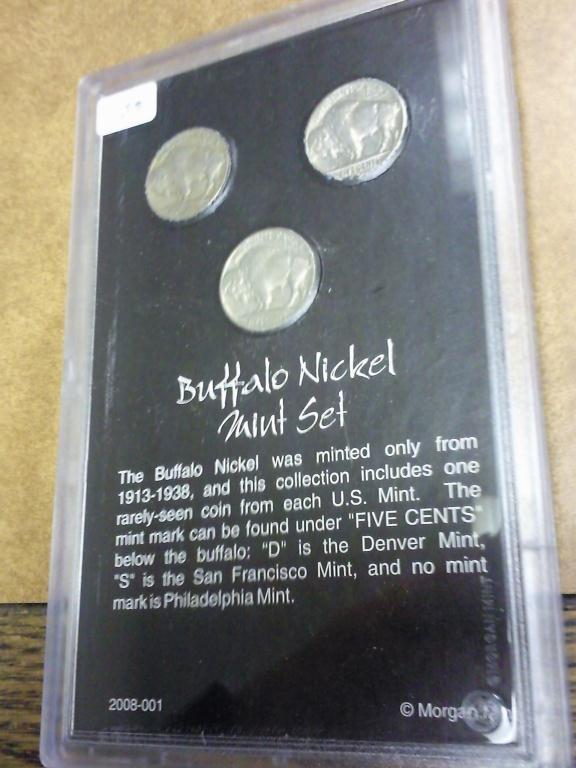 Buffalo Nickel
Mint Set
The Buffalo Nickel was minted only from
1913-1938, and this collection includes one
rarely-seen coin from each U.S. Mint. The
mint mark can be found under "FIVE CENTS"
below the buffalo: "D" is the Denver Mint,
"S" is the San Francisco Mint, and no mint
mark is Philadelphia Mint.
2008-001
© Morgan